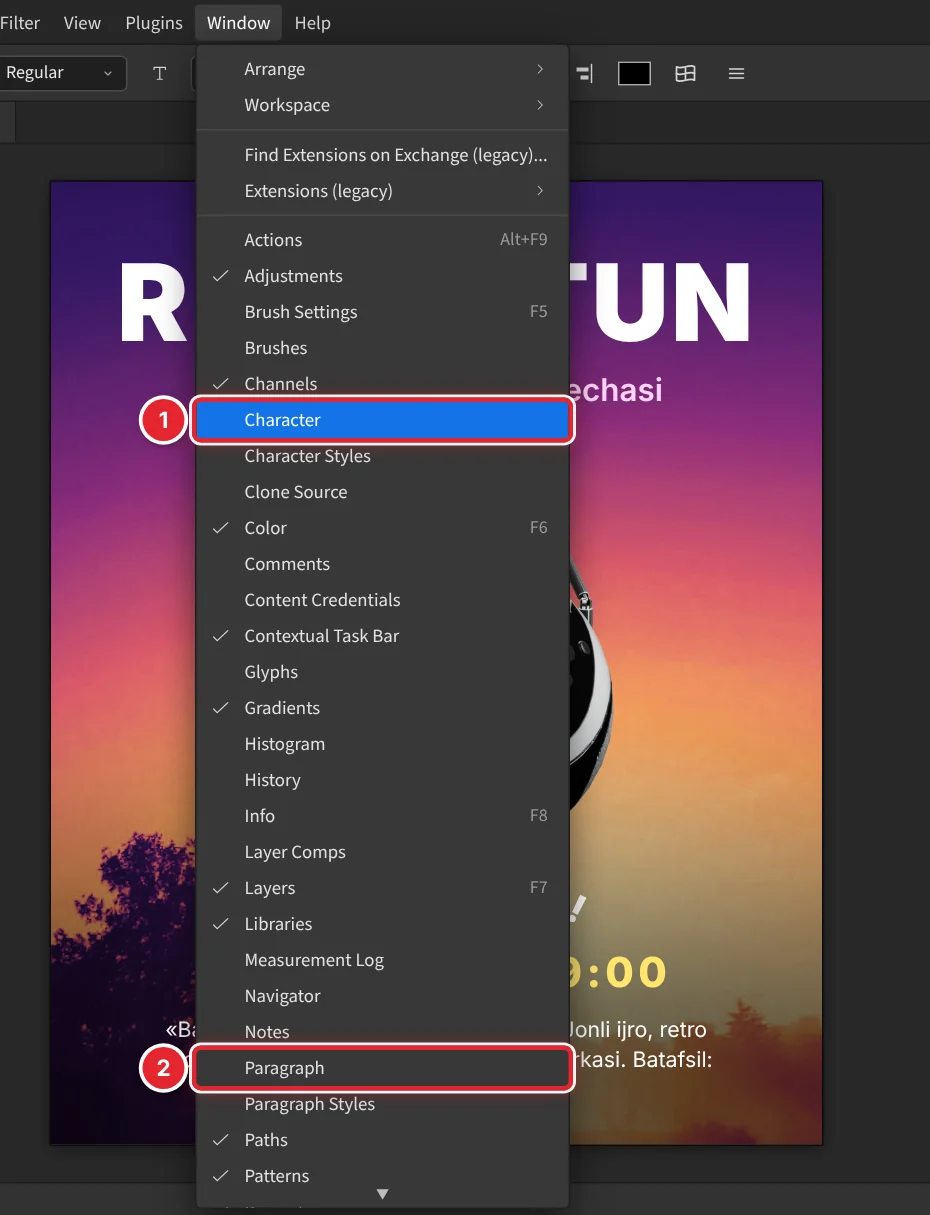 Filter View Plugins Window Help
Regular
Arrange
Workspace
Find Extensions on Exchange (legacy)...
Extensions (legacy)
Actions Alt+F9
Adjustments
Brush Settings F5
Brushes
Channels
1 Character
Character Styles
Clone Source
Color F6
Comments
Content Credentials
Contextual Task Bar
Glyphs
Gradients
Histogram
History
Info F8
Layer Comps
Layers F7
Libraries
Measurement Log
Navigator
Notes
2 Paragraph
Paragraph Styles
Paths
Patterns
R TUN
echasi
!
9:00
«Ba Jonli ijro, retro
rkasi. Batafsil: